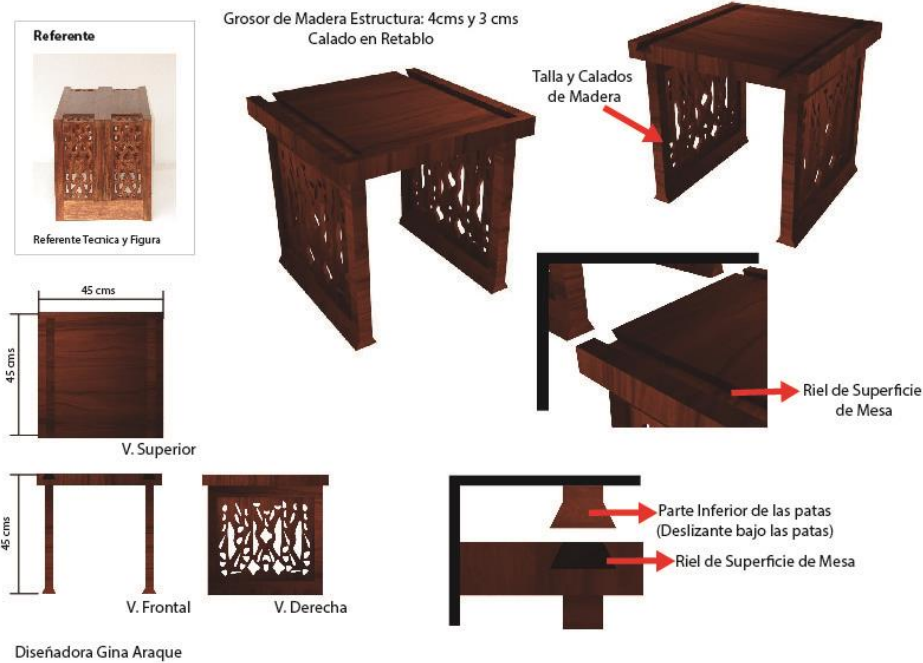 Referente
Referente Tecnica y Figura
Grosor de Madera Estructura: 4cms y 3 cms
Calado en Retablo
Talla y Calados
de Madera
45 cms
45 cms
V. Superior
Riel de Superficie
de Mesa
45 cms
V. Frontal
V. Derecha
Parte Inferior de las patas
(Deslizante bajo las patas)
Riel de Superficie de Mesa
Diseñadora Gina Araque